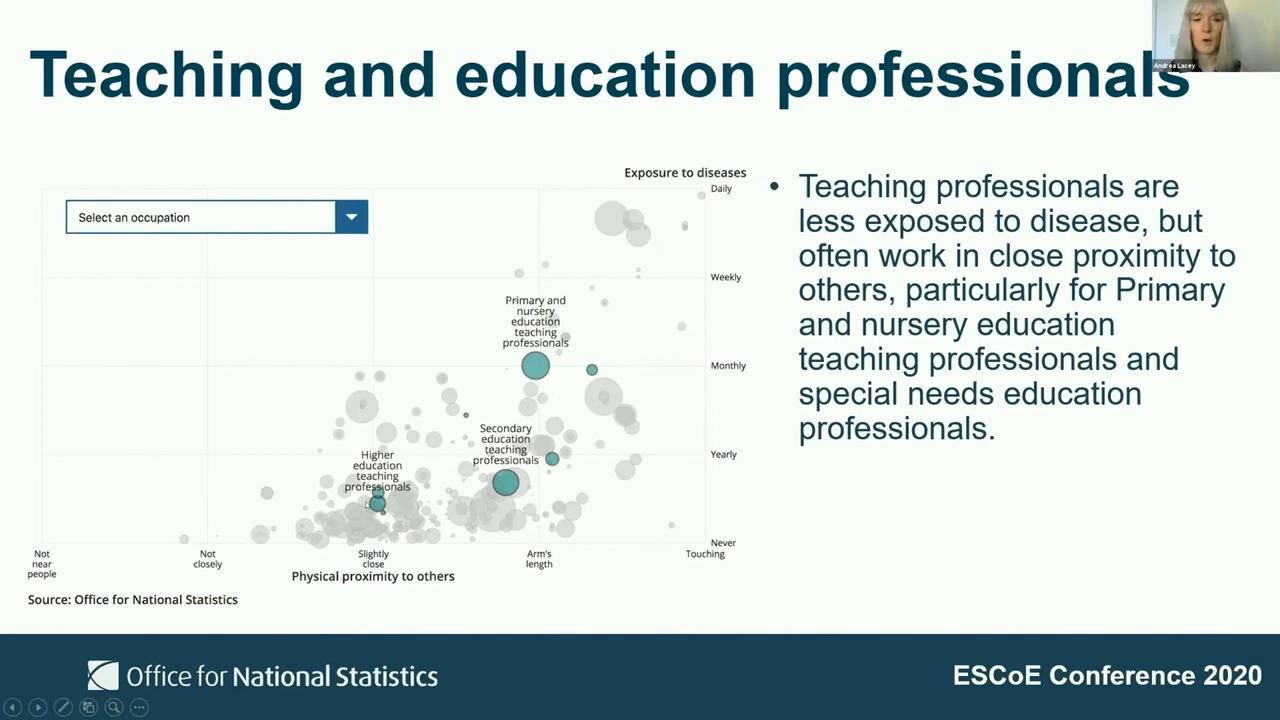 Teaching and education professionals
Andrea Lacey
Exposure to diseases
Daily
Select an occupation
Weekly
Primary and
nursery
education
teaching
professionals
Monthly
Secondary
education
teaching
professionals
Yearly
Higher
education
teaching
professionals
Never
Not
near
people
Not
closely
Slightly
close
Arm's
length
Touching
Physical proximity to others
Source: Office for National Statistics
• Teaching professionals are
less exposed to disease, but
often work in close proximity to
others, particularly for Primary
and nursery education
teaching professionals and
special needs education
professionals.
Office for National Statistics
ESCoE Conference 2020